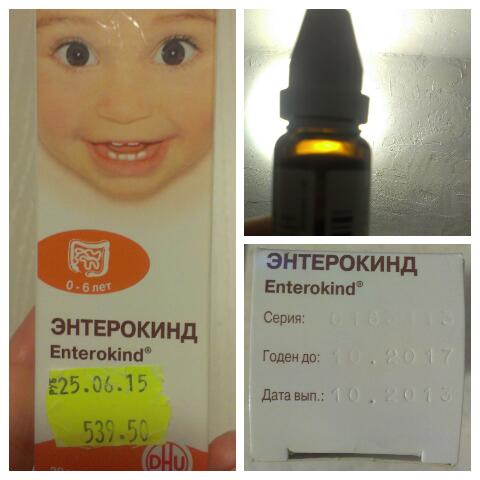 0 - 6 лет
ЭНТЕРОКИНД
Enterokind®
РУБ
25.06.15
539.50
DHU
ЭНТЕРОКИНД
Enterokind®
Серия:
Годен до: 10.2017
Дата вып.: 10.2013